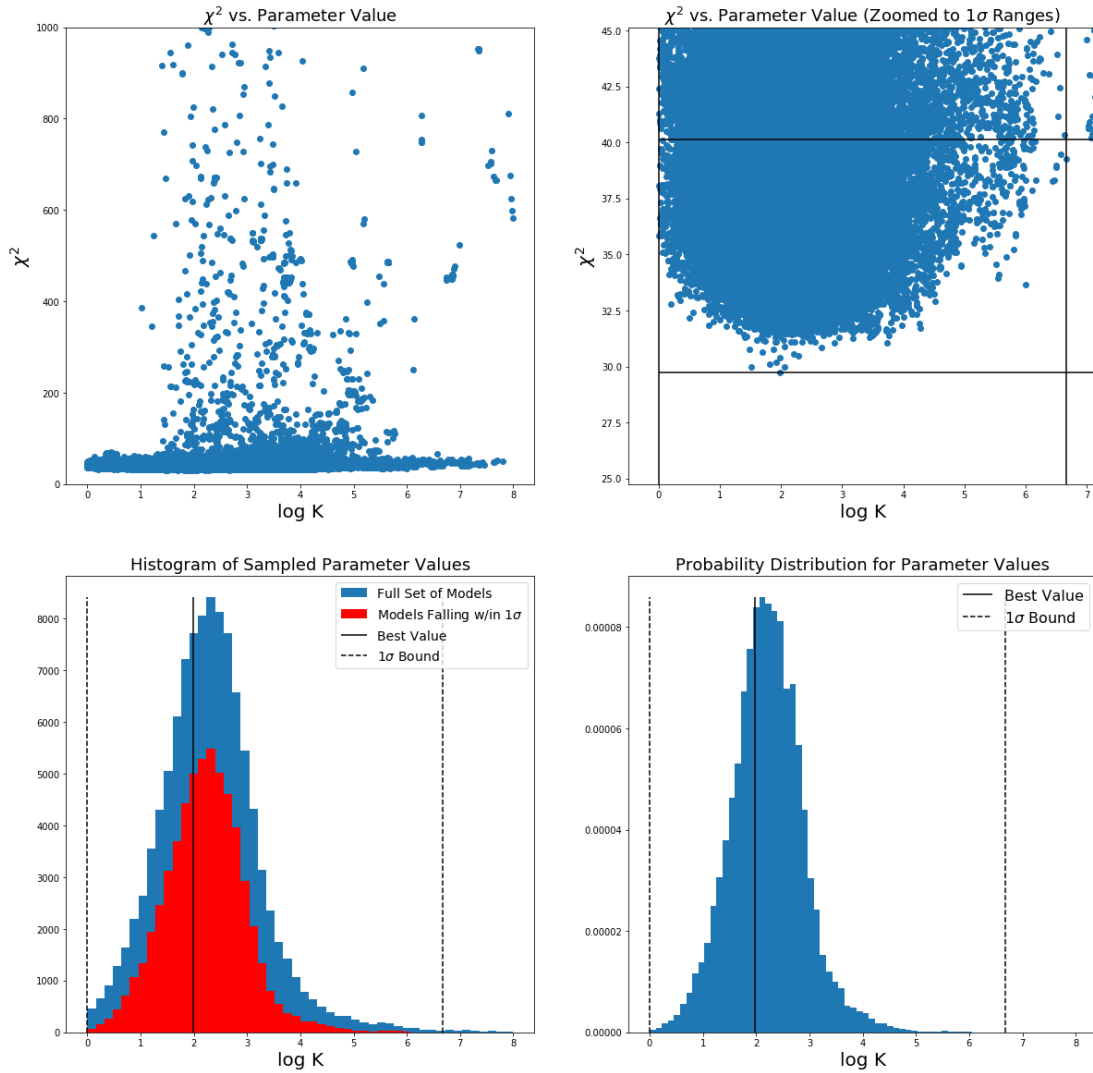 χ² vs. Parameter Value
1000
800
600
400
200
0
χ²
0 1 2 3 4 5 6 7 8
log K
χ² vs. Parameter Value (Zoomed to 1σ Ranges)
45.0
42.5
40.0
37.5
35.0
32.5
30.0
27.5
25.0
χ²
0 1 2 3 4 5 6 7
log K
Histogram of Sampled Parameter Values
Full Set of Models
Models Falling w/in 1σ
Best Value
1σ Bound
8000
7000
6000
5000
4000
3000
2000
1000
0
0 1 2 3 4 5 6 7 8
log K
Probability Distribution for Parameter Values
Best Value
1σ Bound
0.00008
0.00006
0.00004
0.00002
0.00000
0 1 2 3 4 5 6 7 8
log K